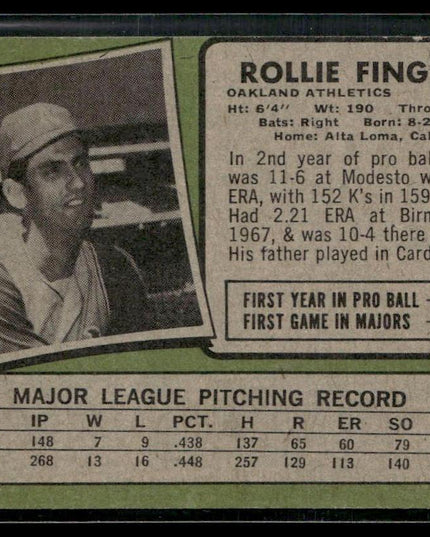 ROLLIE FING
OAKLAND ATHLETICS
Ht: 6'4" Wt: 190 Thro
Bats: Right Born: 8-2
Home: Alta Loma, Cal
In 2nd year of pro bal
was 11-6 at Modesto w
ERA, with 152 K's in 159
Had 2.21 ERA at Birn
1967, & was 10-4 there
His father played in Card
FIRST YEAR IN PRO BALL -
FIRST GAME IN MAJORS -
MAJOR LEAGUE PITCHING RECORD
IP W L PCT. H R ER SO
148 7 9 .438 137 65 60 79
268 13 16 .448 257 129 113 140